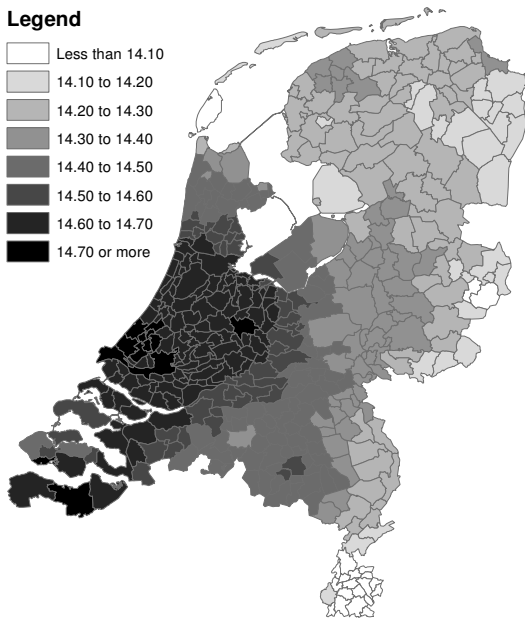 Legend
Less than 14.10
14.10 to 14.20
14.20 to 14.30
14.30 to 14.40
14.40 to 14.50
14.50 to 14.60
14.60 to 14.70
14.70 or more